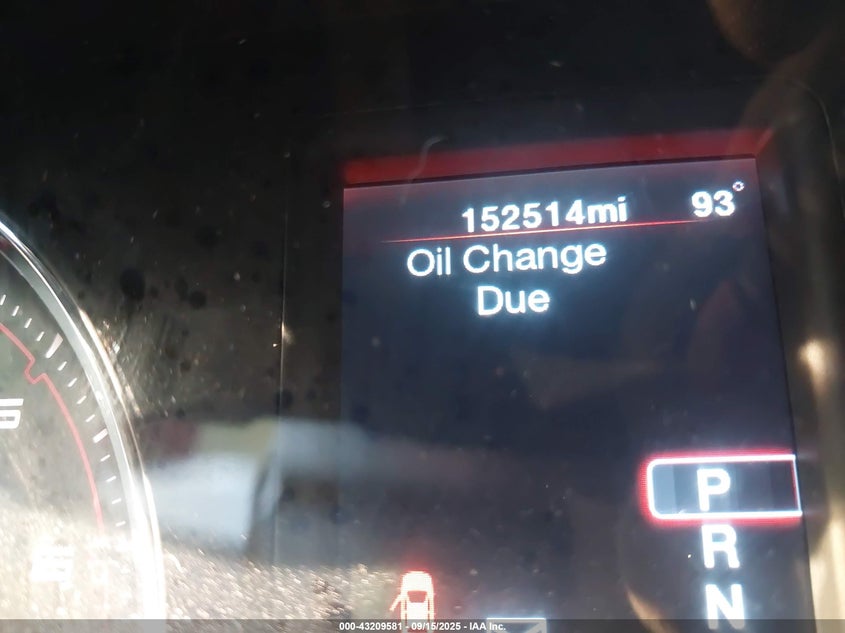 152514mi 93°
Oil Change
Due
P
R
N
000-43209581 - 09/15/2025 - IAA Inc.